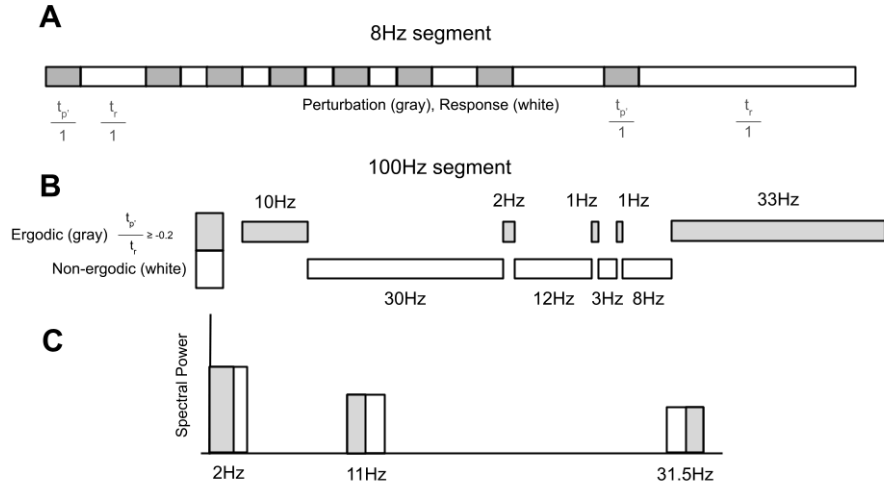 A
8Hz segment
Perturbation (gray), Response (white)
t_p'
1
t_r
1
t_p'
1
t_r
1
100Hz segment
B
10Hz
2Hz
1Hz
1Hz
33Hz
Ergodic (gray) t_p' / t_r ≥ -0.2
Non-ergodic (white)
30Hz
12Hz
3Hz
8Hz
C
Spectral Power
2Hz
11Hz
31.5Hz